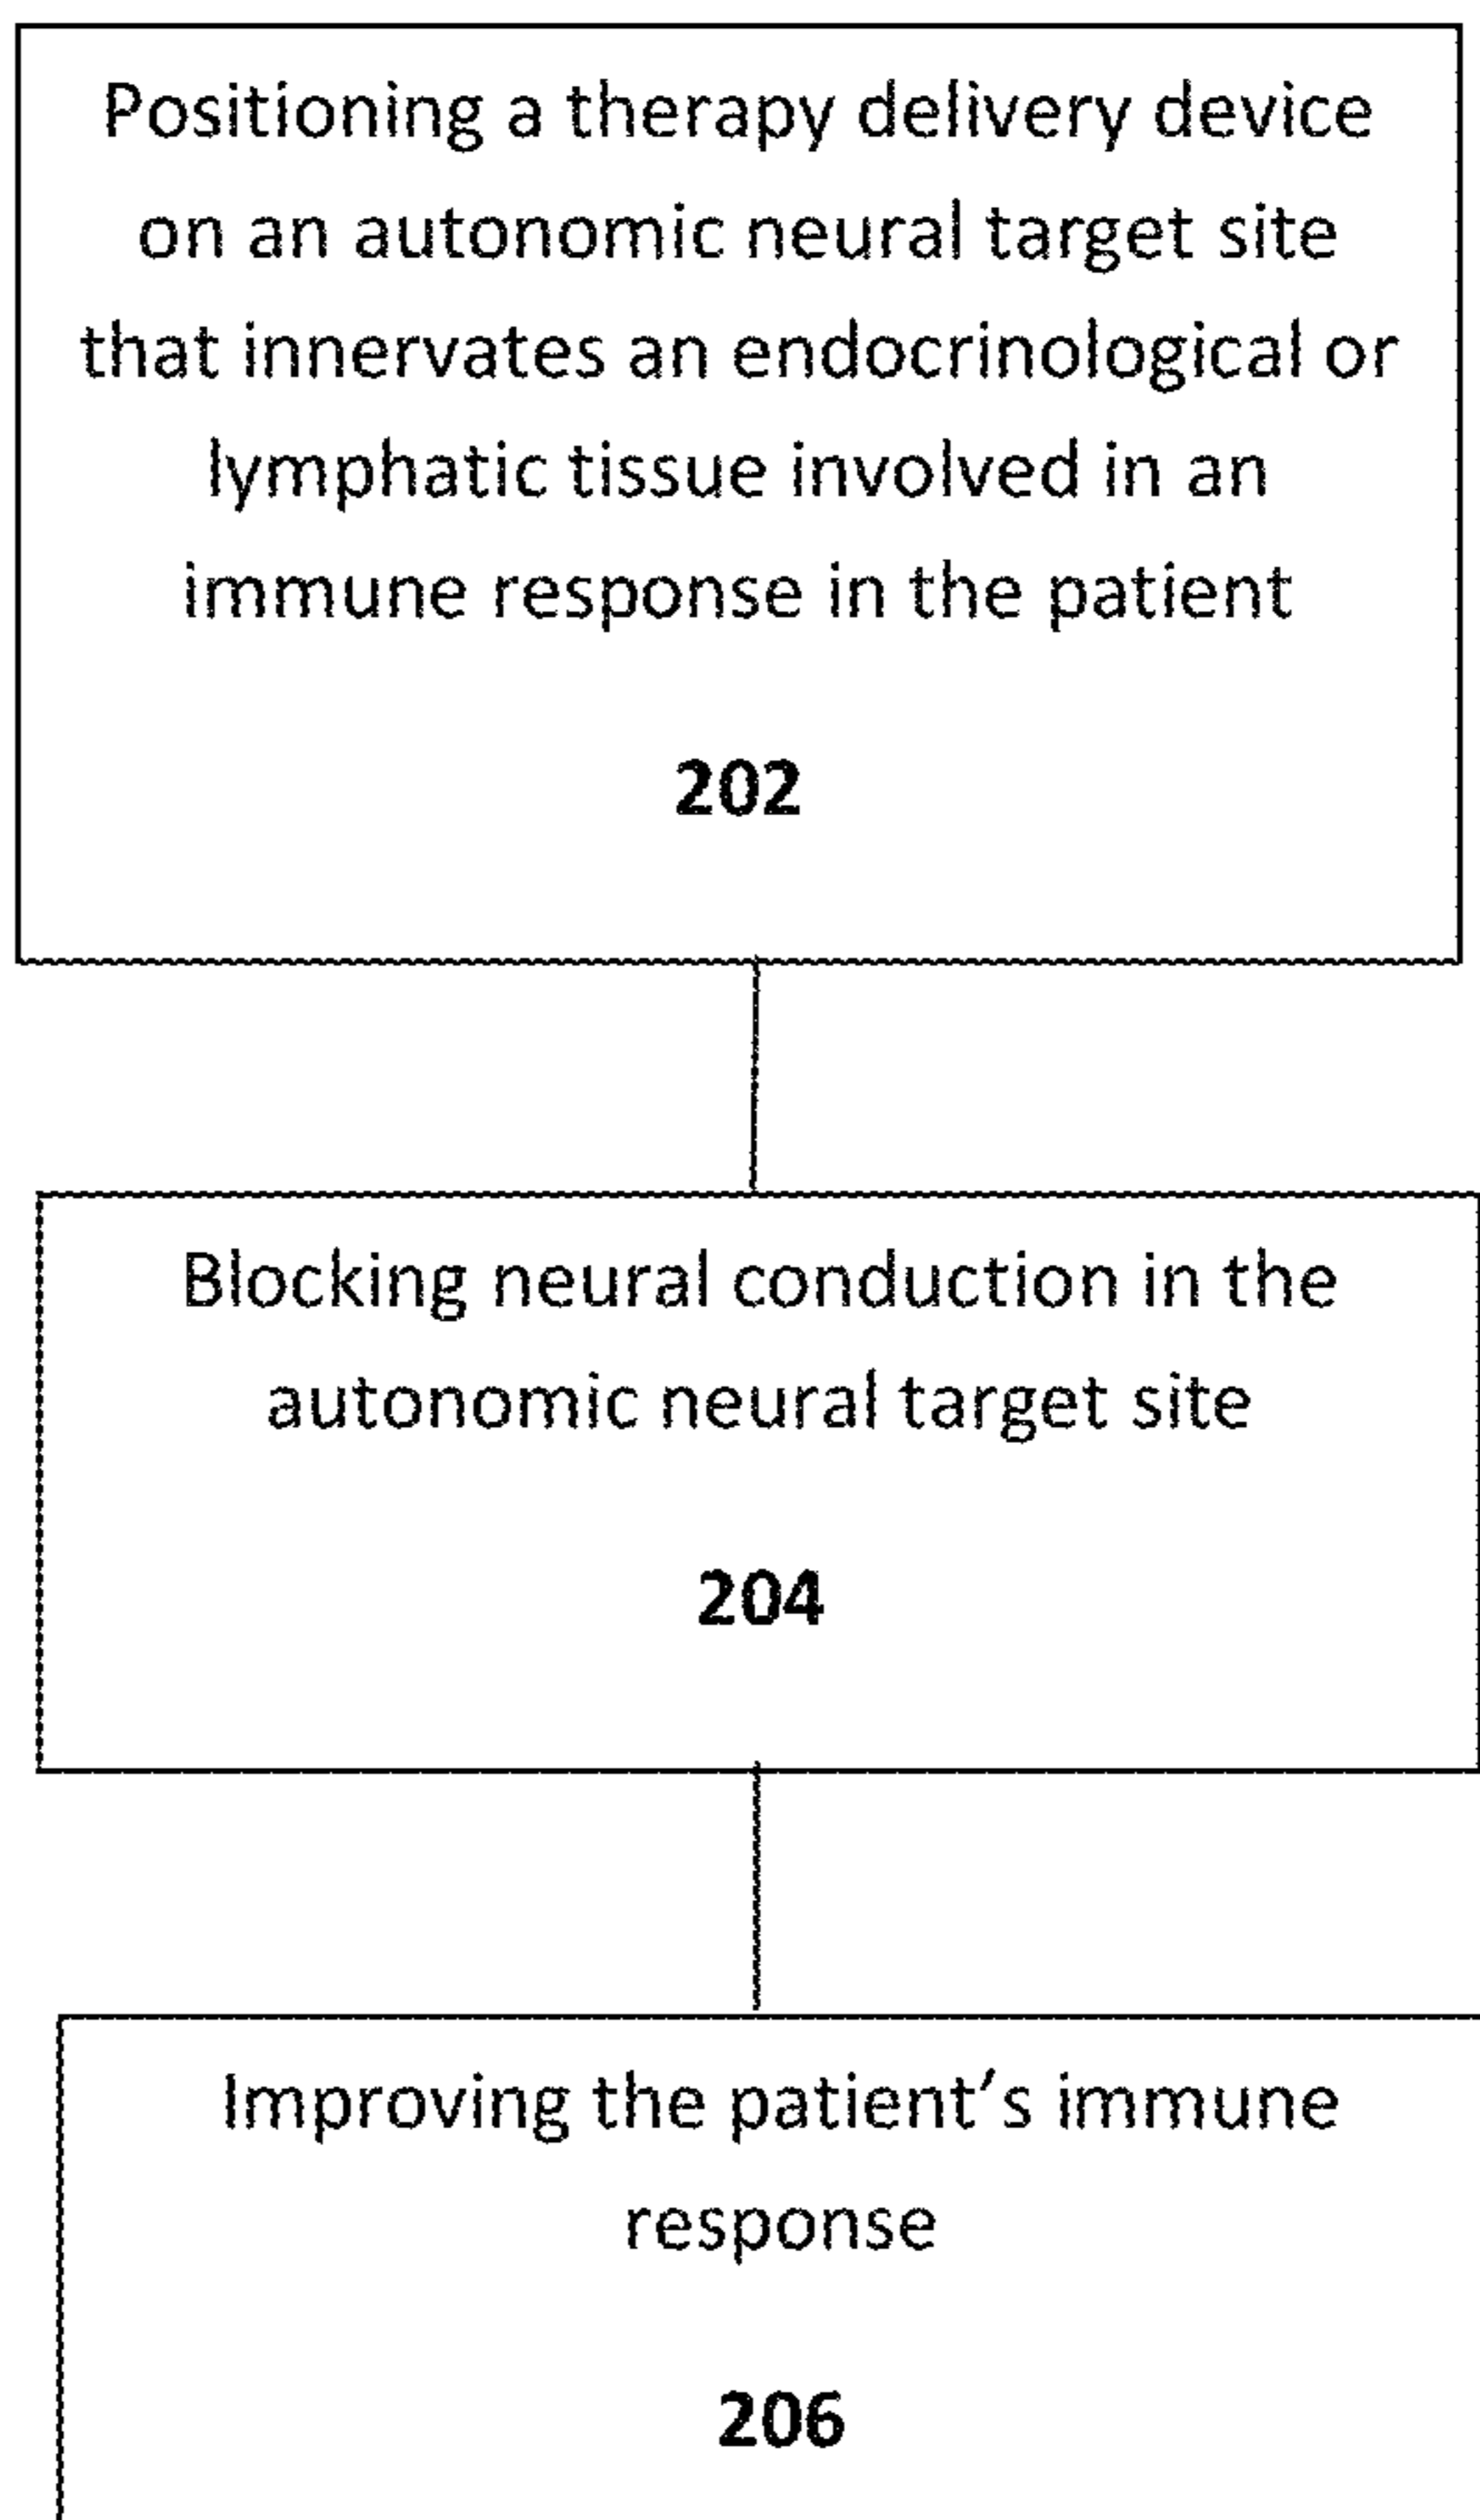 Positioning a therapy delivery device
on an autonomic neural target site
that innervates an endocrinological or
lymphatic tissue involved in an
immune response in the patient
202
Blocking neural conduction in the
autonomic neural target site
204
Improving the patient’s immune
response
206